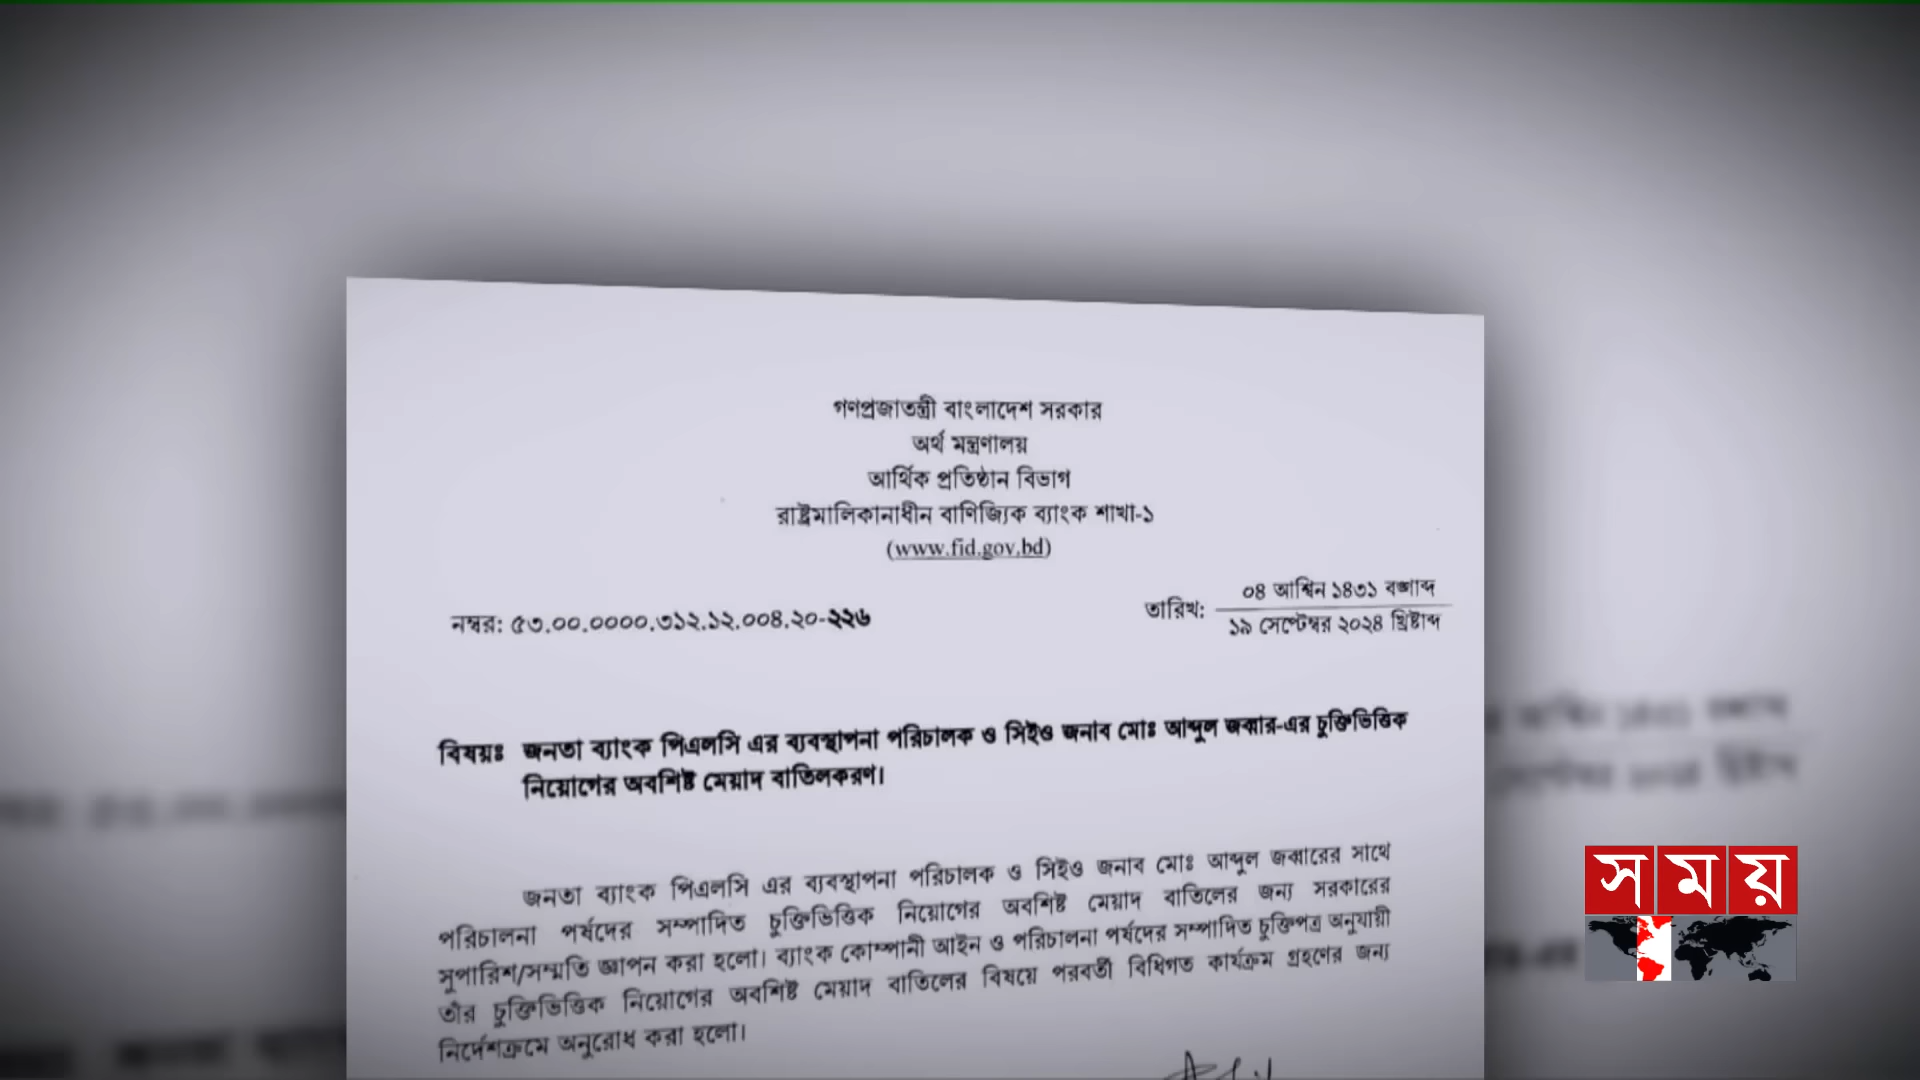 গণপ্রজাতন্ত্রী বাংলাদেশ সরকার
অর্থ মন্ত্রণালয়
আর্থিক প্রতিষ্ঠান বিভাগ
রাষ্ট্রমালিকানাধীন বাণিজ্যিক ব্যাংক শাখা-১
(www.fid.gov.bd)
নম্বর: ৫৩.০০.০০০০.৩১২.১২.০০৪.২০-২২৬
তারিখ:
০৪ আশ্বিন ১৪৩১ বঙ্গাব্দ
১৯ সেপ্টেম্বর ২০২৪ খ্রিষ্টাব্দ
বিষয়ঃ জনতা ব্যাংক পিএলসি এর ব্যবস্থাপনা পরিচালক ও সিইও জনাব মোঃ আব্দুল জব্বার-এর চুক্তিভিত্তিক
নিয়োগের অবশিষ্ট মেয়াদ বাতিলকরণ।
জনতা ব্যাংক পিএলসি এর ব্যবস্থাপনা পরিচালক ও সিইও জনাব মোঃ আব্দুল জব্বারের সাথে
পরিচালনা পর্ষদের সম্পাদিত চুক্তিভিত্তিক নিয়োগের অবশিষ্ট মেয়াদ বাতিলের জন্য সরকারের
সুপারিশ/সম্মতি জ্ঞাপন করা হলো। ব্যাংক কোম্পানী আইন ও পরিচালনা পর্ষদের সম্পাদিত চুক্তিপত্র অনুযায়ী
তাঁর চুক্তিভিত্তিক নিয়োগের অবশিষ্ট মেয়াদ বাতিলের বিষয়ে পরবর্তী বিধিগত কার্যক্রম গ্রহণের জন্য
নির্দেশক্রমে অনুরোধ করা হলো।
সময়